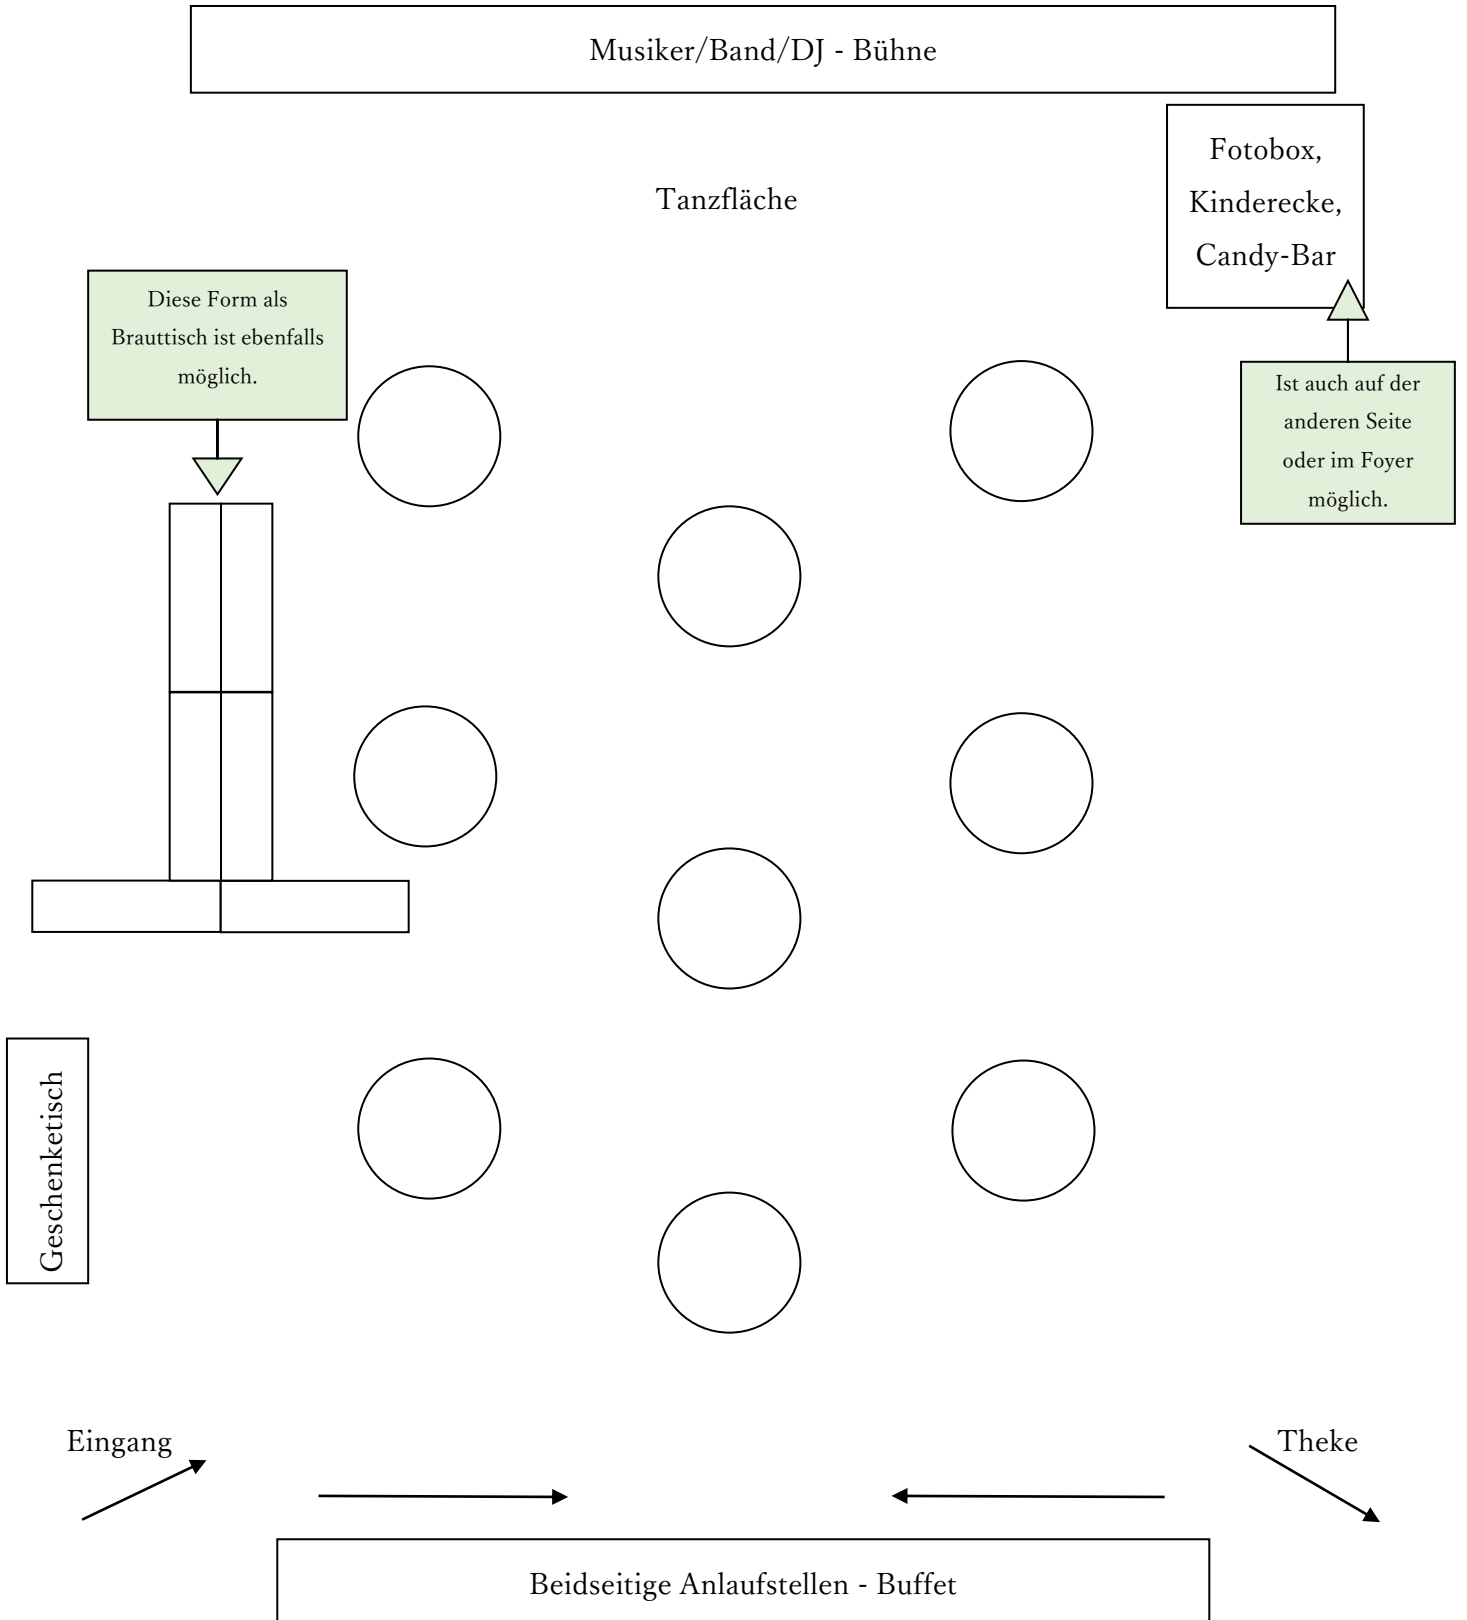 Musiker/Band/DJ - Bühne
Fotobox,
Kinderecke,
Candy-Bar
Tanzfläche
Diese Form als
Brauttisch ist ebenfalls
möglich.
Ist auch auf der
anderen Seite
oder im Foyer
möglich.
Geschenketisch
Eingang
Theke
Beidseitige Anlaufstellen - Buffet